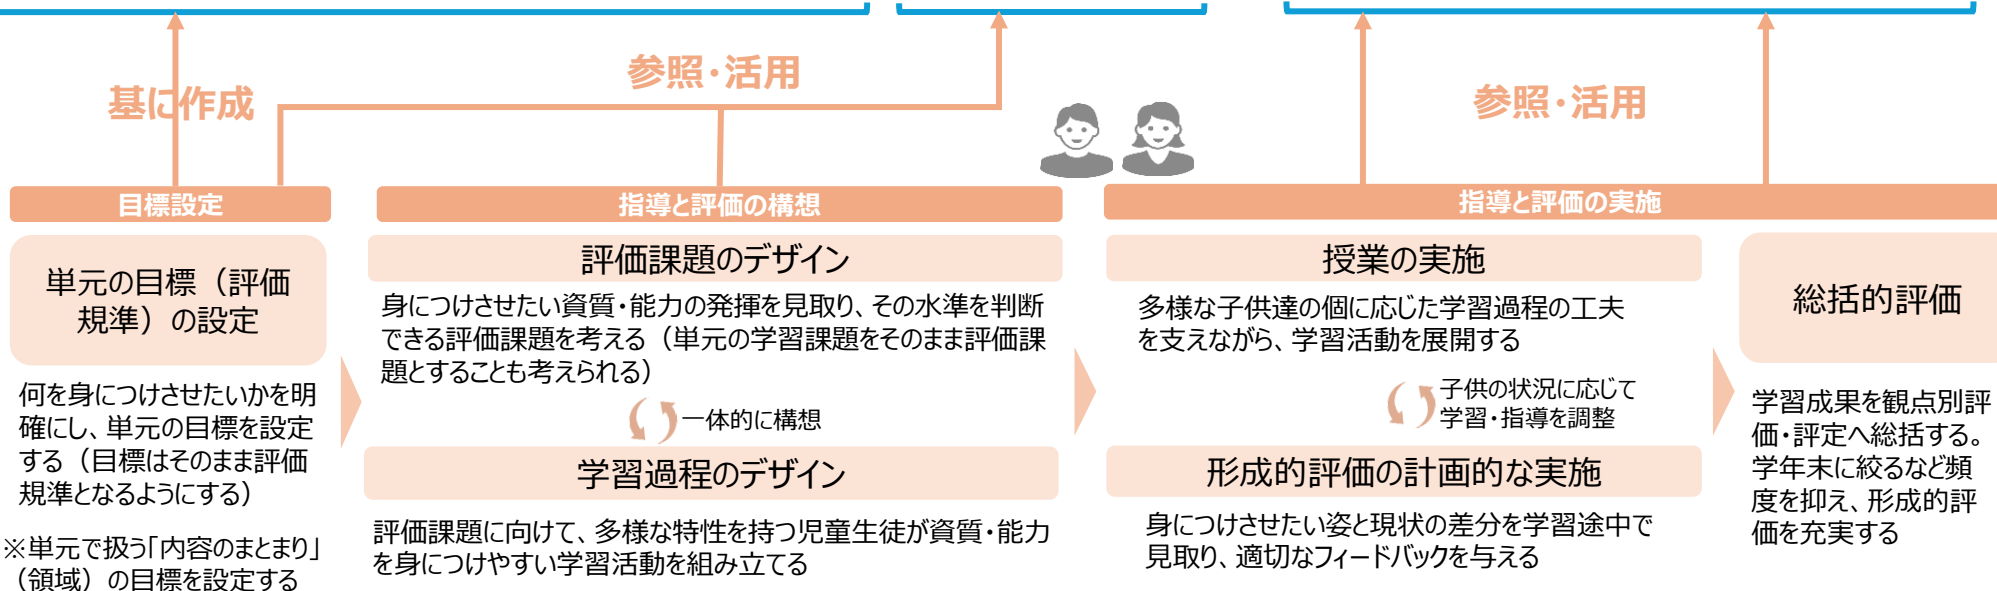 基に作成
参照・活用
参照・活用
目標設定
単元の目標（評価
規準）の設定
何を身につけさせたいかを明
確にし、単元の目標を設定
する（目標はそのまま評価
規準となるようにする）
※単元で扱う「内容のまとまり」
（領域）の目標を設定する
指導と評価の構想
評価課題のデザイン
身につけさせたい資質・能力の発揮を見取り、その水準を判断
できる評価課題を考える（単元の学習課題をそのまま評価課
題とすることも考えられる）
一体的に構想
学習過程のデザイン
評価課題に向けて、多様な特性を持つ児童生徒が資質・能力
を身につけやすい学習活動を組み立てる
指導と評価の実施
授業の実施
多様な子供達の個に応じた学習過程の工夫
を支えながら、学習活動を展開する
子供の状況に応じて
学習・指導を調整
形成的評価の計画的な実施
身につけさせたい姿と現状の差分を学習途中で
見取り、適切なフィードバックを与える
総括的評価
学習成果を観点別評
価・評定へ総括する。
学年末に絞るなど頻
度を抑え、形成的評
価を充実する